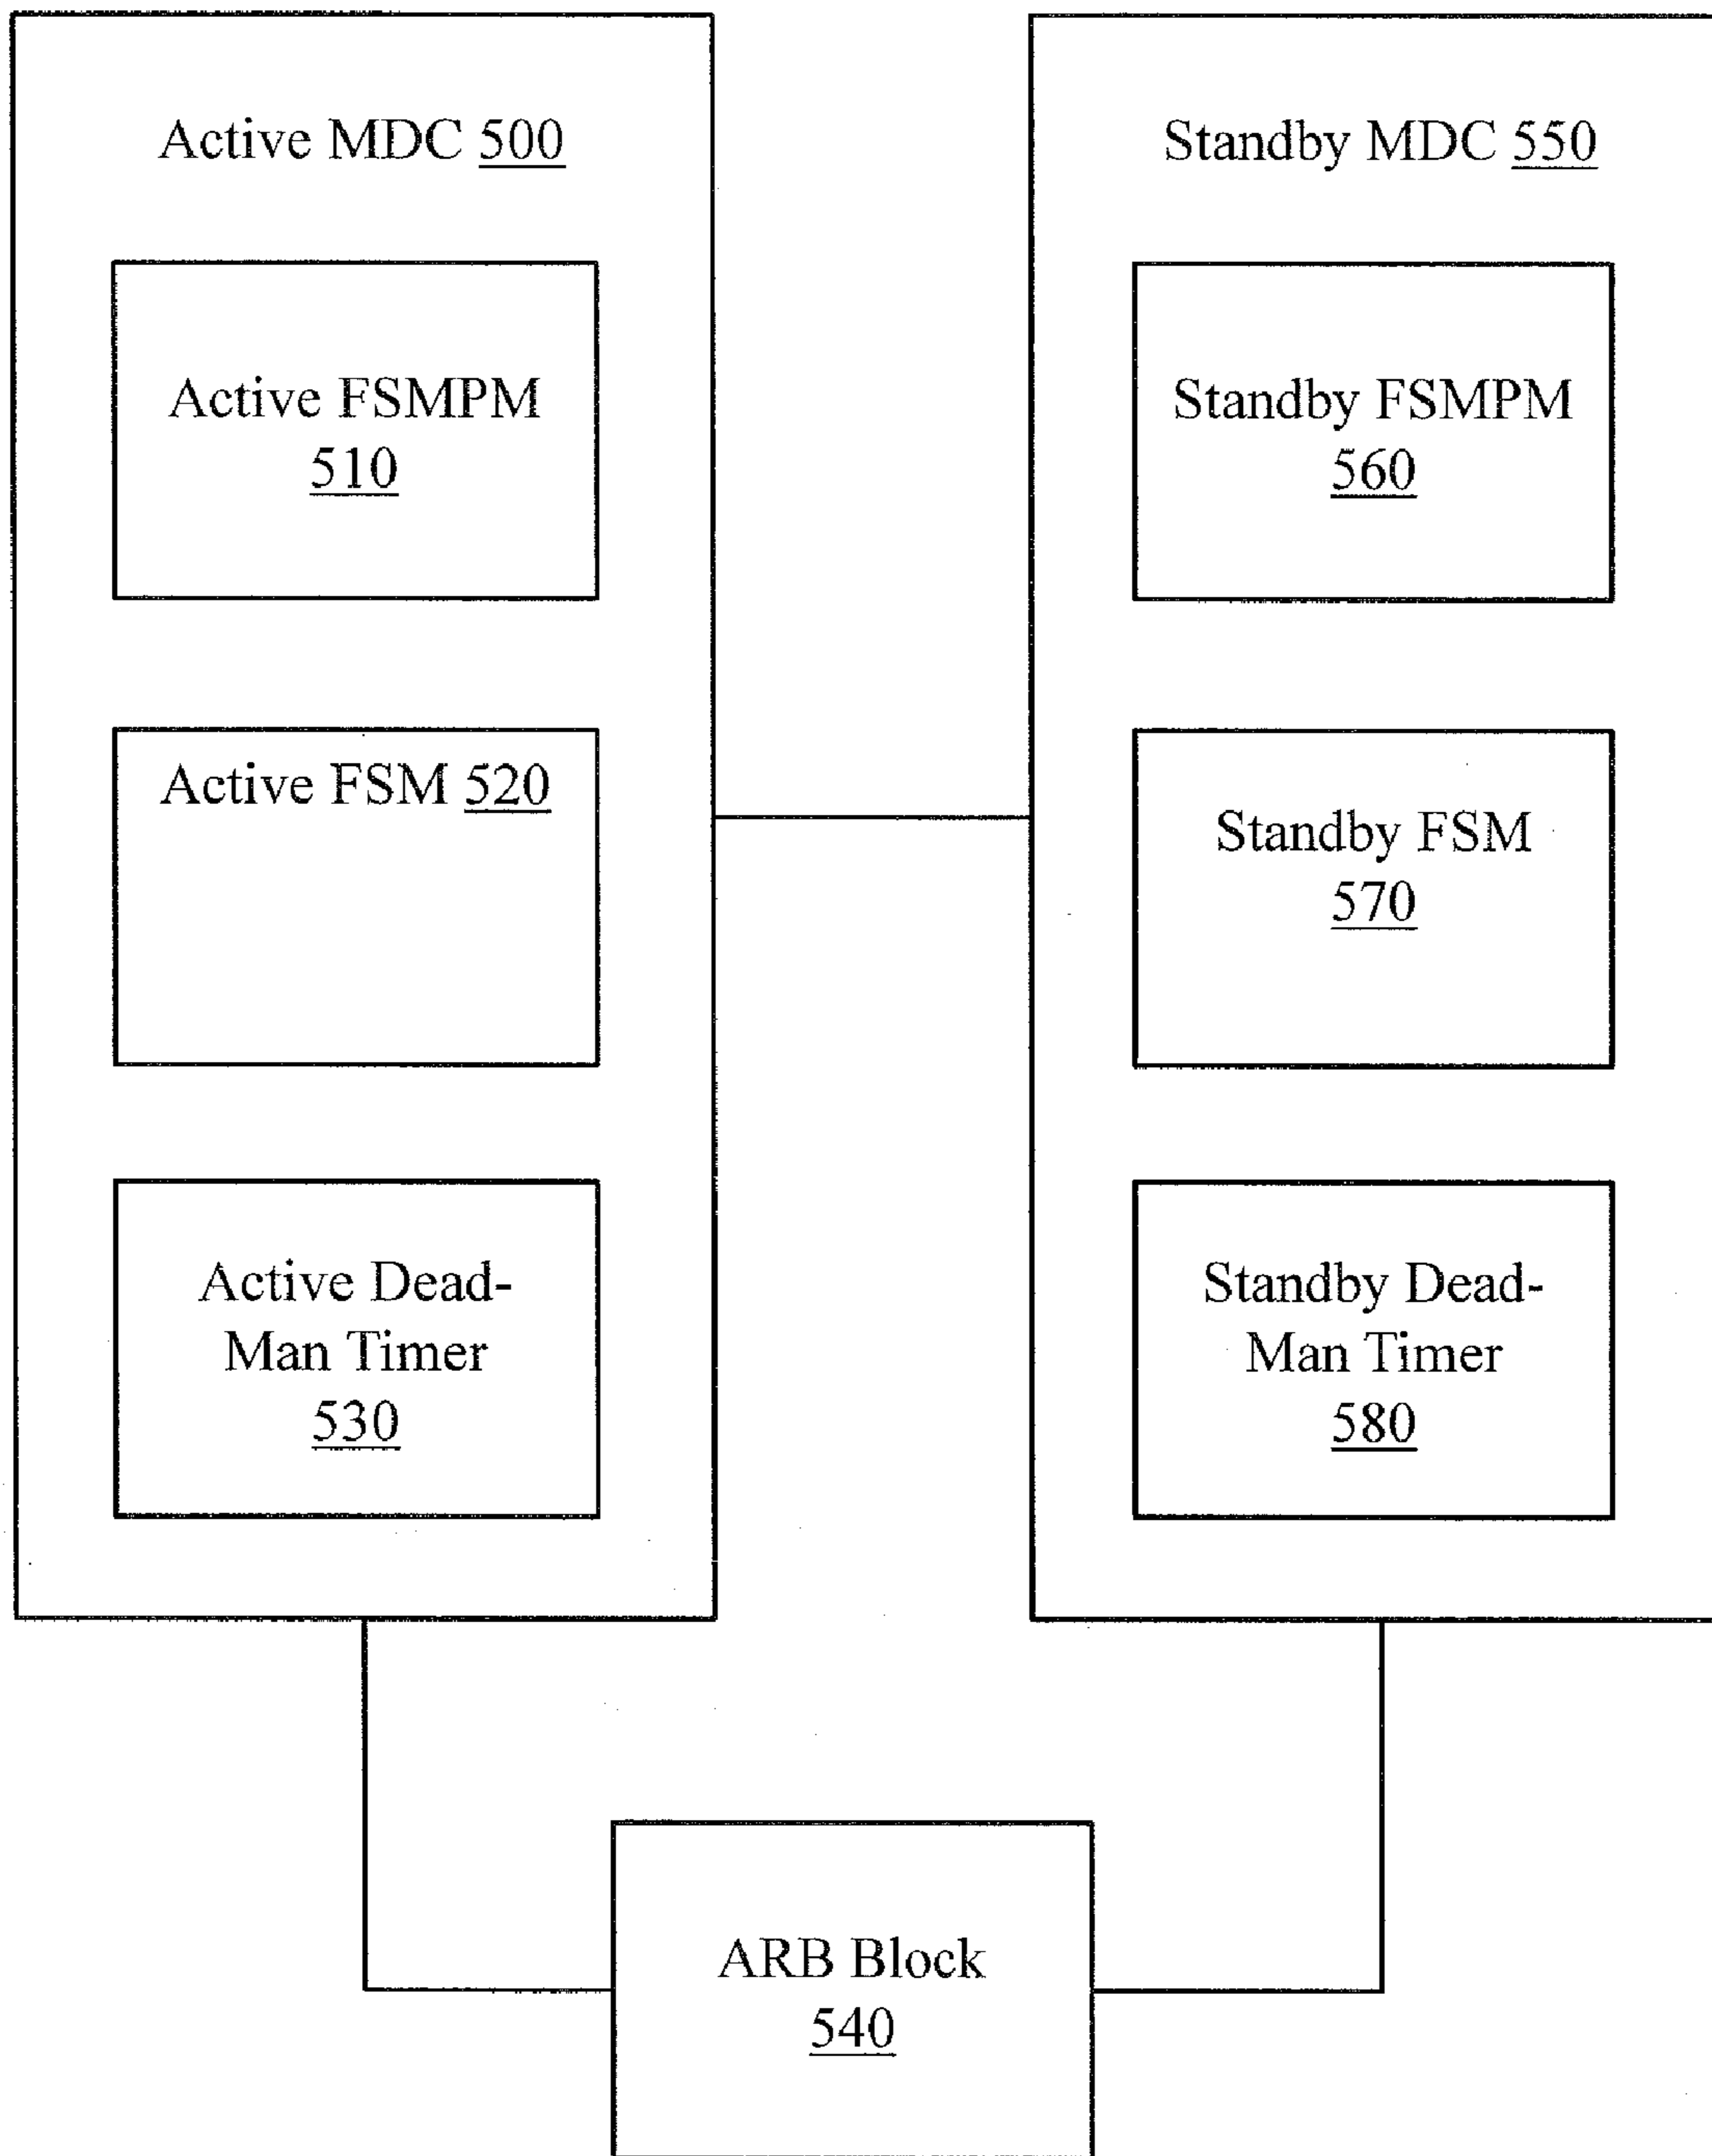 Active MDC 500
Active FSMPM
510
Active FSM 520
Active Dead-
Man Timer
530
Standby MDC 550
Standby FSMPM
560
Standby FSM
570
Standby Dead-
Man Timer
580
ARB Block
540